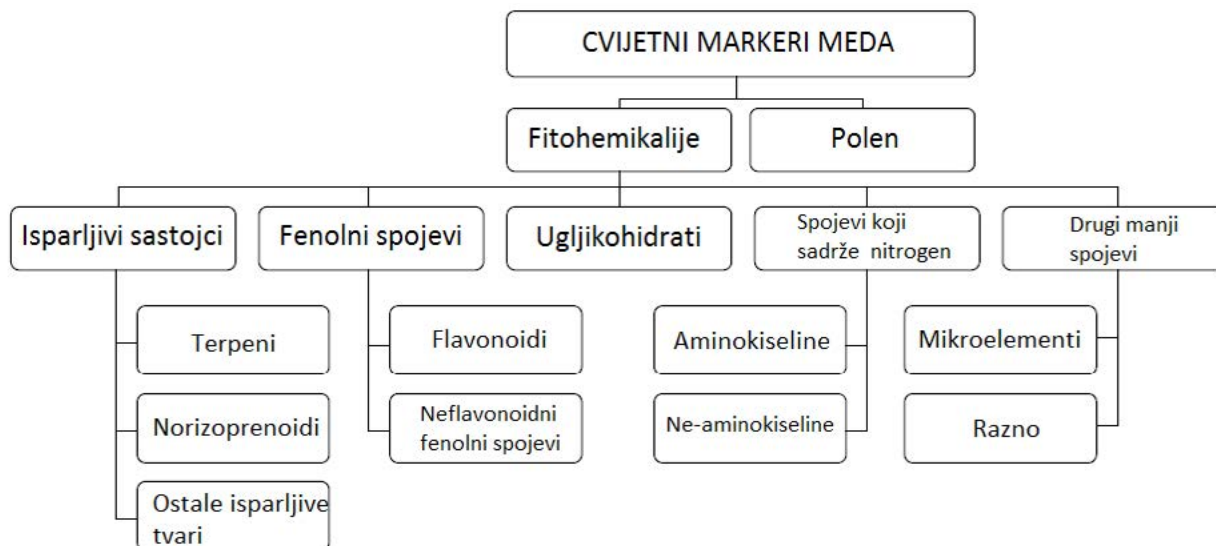 CVIJETNI MARKERI MEDA
Fitohemikalije
Polen
Isparljivi sastojci
Fenolni spojevi
Ugljikohidrati
Spojevi koji
sadrže nitrogen
Drugi manji
spojevi
Terpeni
Norizoprenoidi
Ostale isparljive
tvari
Flavonoidi
Neflavonoidni
fenolni spojevi
Aminokiseline
Ne-aminokiseline
Mikroelementi
Razno